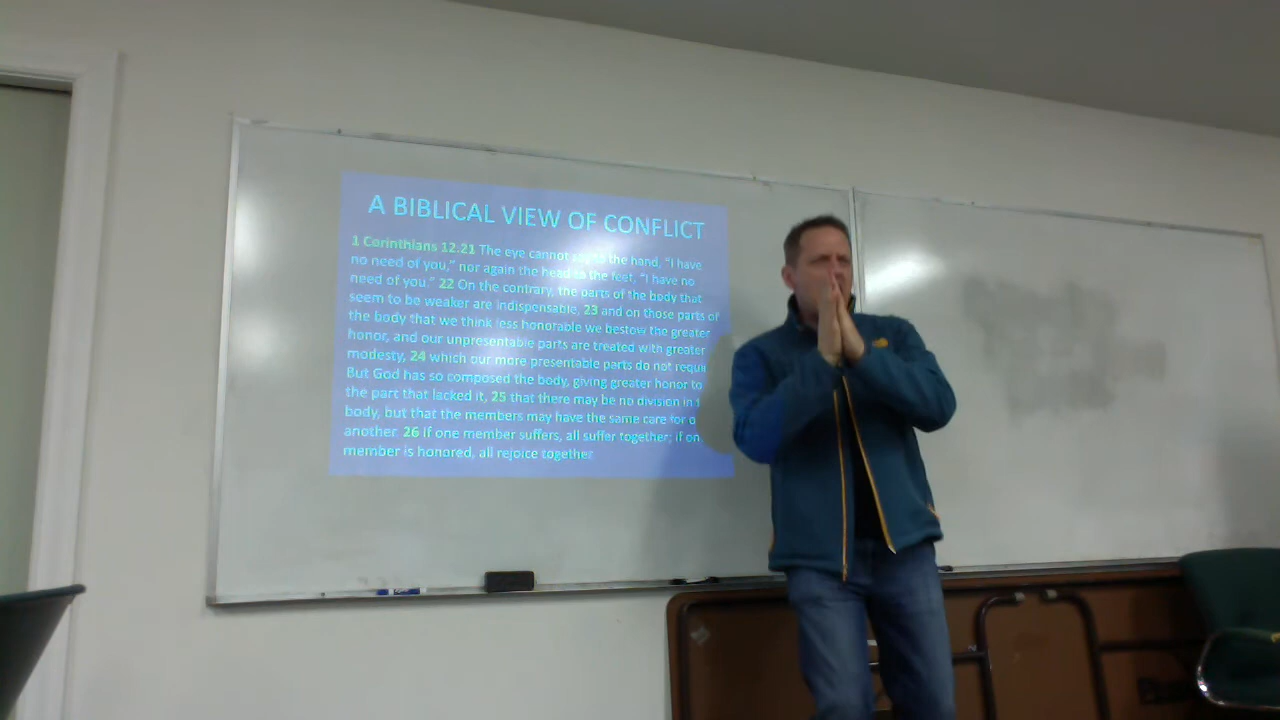 A BIBLICAL VIEW OF CONFLICT
1 Corinthians 12.21 The eye cannot to the hand, "I have
no need of you," nor again the head to the feet, "I have no
need of you." 22 On the contrary, the parts of the body that
seem to be weaker are indispensable, 23 and on those parts of
the body that we think less honorable we bestow the greater
honor, and our unpresentable parts are treated with greater
modesty, 24 which our more presentable parts do not requi
But God has so composed the body, giving greater honor to
the part that lacked it, 25 that there may be no division in t
body, but that the members may have the same care for o
another. 26 If one member suffers, all suffer together; if on
member is honored, all rejoice together